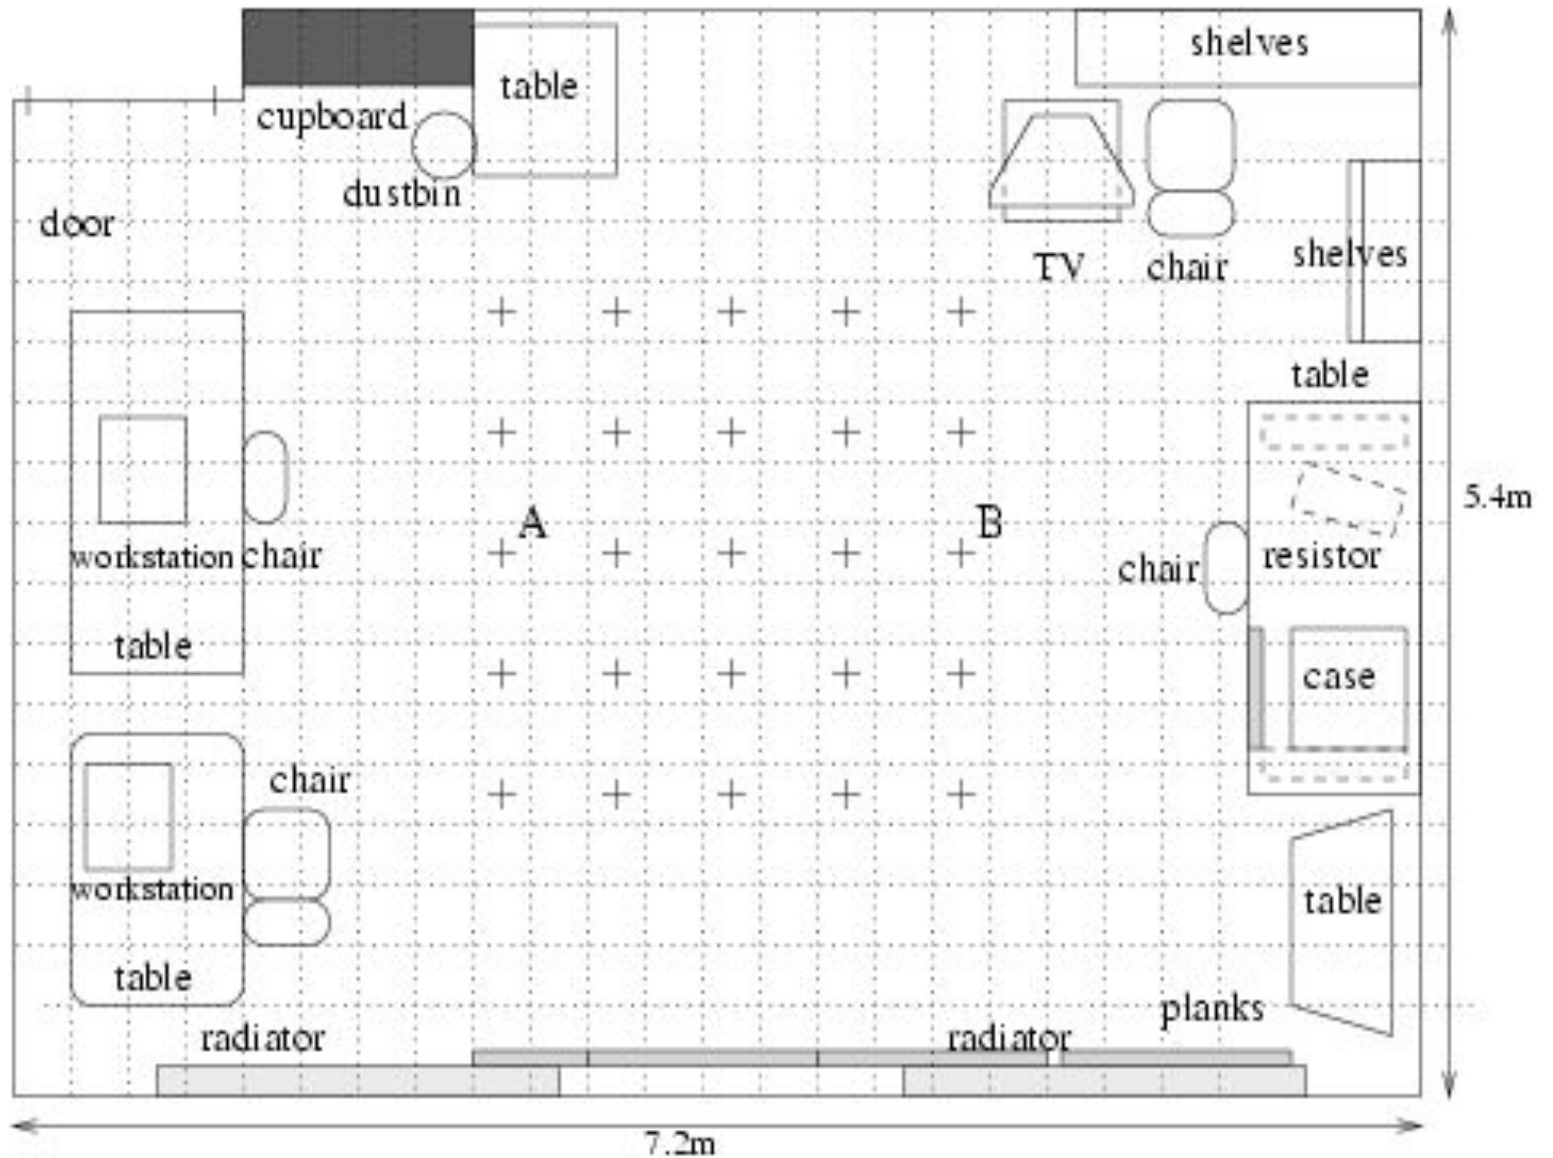 shelves
table
cupboard
dustbin
door
TV
chair
shelves
table
A
B
5.4m
workstation
chair
chair
resistor
table
case
chair
workstation
table
table
planks
radiator
radiator
7.2m